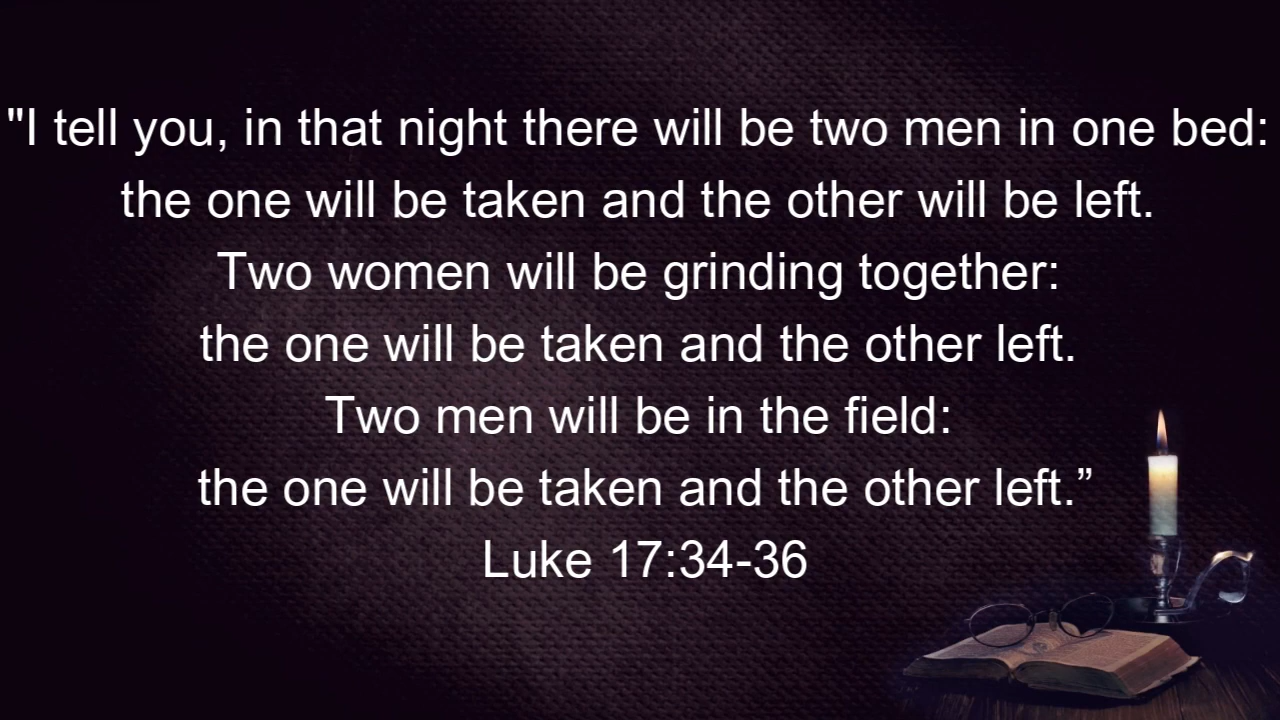 "I tell you, in that night there will be two men in one bed:
the one will be taken and the other will be left.
Two women will be grinding together:
the one will be taken and the other left.
Two men will be in the field:
the one will be taken and the other left.”
Luke 17:34-36